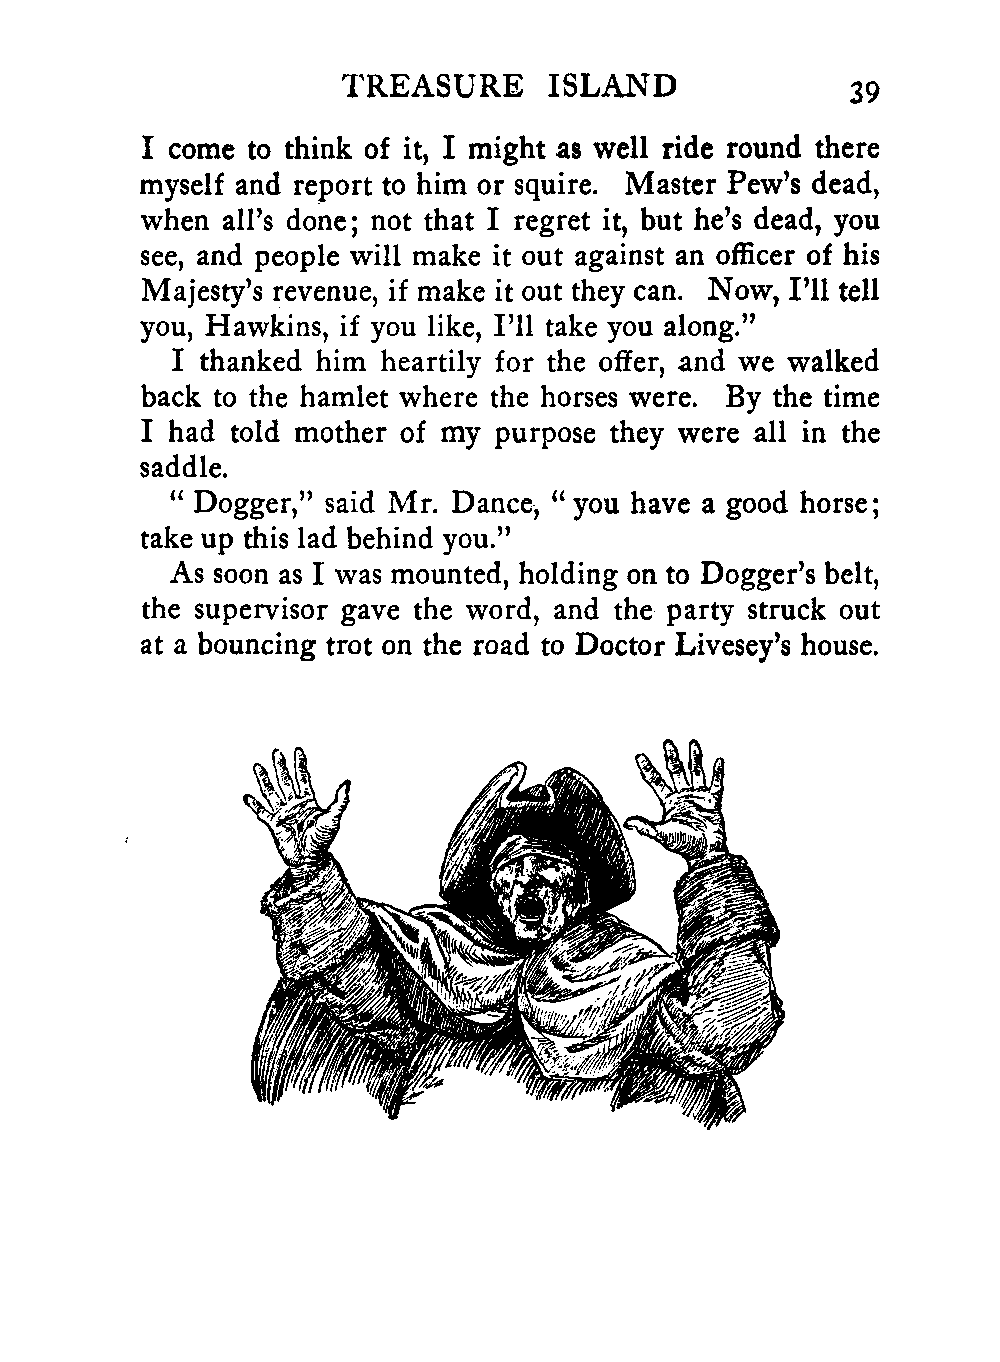 TREASURE ISLAND 39
I come to think of it, I might as well ride round there
myself and report to him or squire. Master Pew's dead,
when all's done; not that I regret it, but he's dead, you
see, and people will make it out against an officer of his
Majesty's revenue, if make it out they can. Now, I'll tell
you, Hawkins, if you like, I'll take you along."
I thanked him heartily for the offer, and we walked
back to the hamlet where the horses were. By the time
I had told mother of my purpose they were all in the
saddle.
" Dogger," said Mr. Dance, " you have a good horse;
take up this lad behind you."
As soon as I was mounted, holding on to Dogger's belt,
the supervisor gave the word, and the party struck out
at a bouncing trot on the road to Doctor Livesey's house.